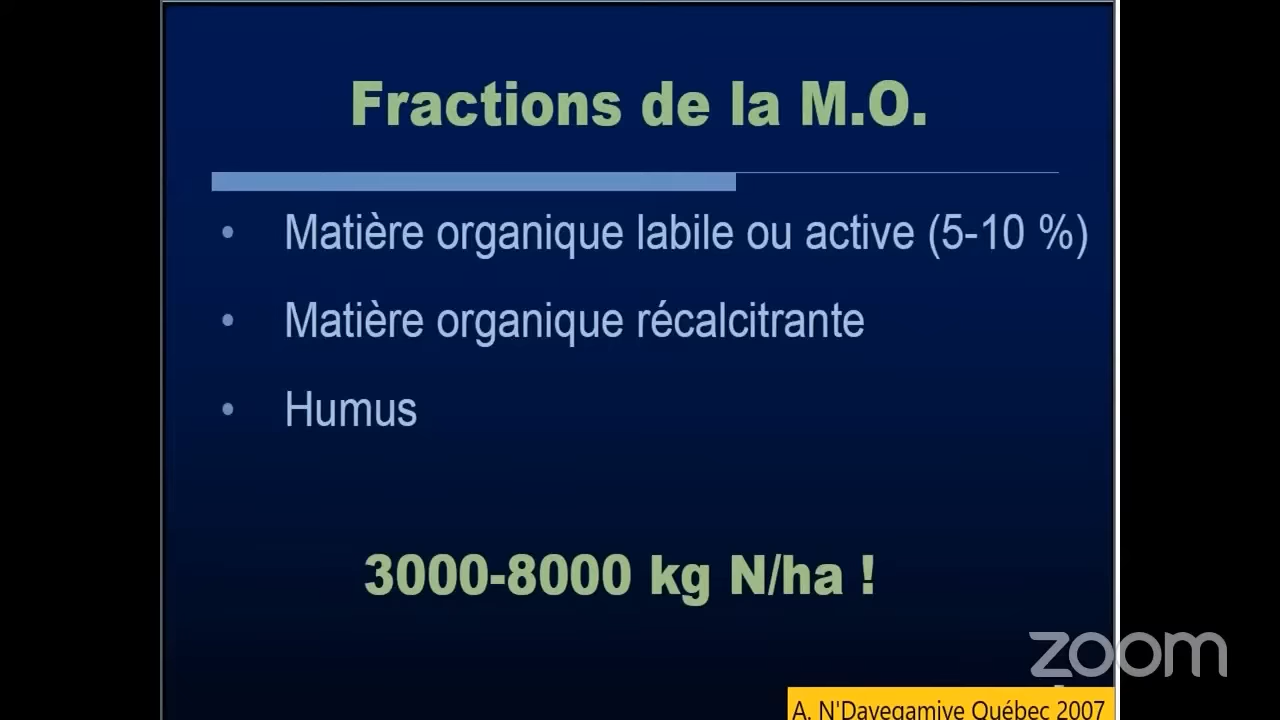 Fractions de la M.O.
• Matière organique labile ou active (5-10 %)
• Matière organique récalcitrante
• Humus
3000-8000 kg N/ha !
zoom
A. N'Dayegamiye Québec 2007